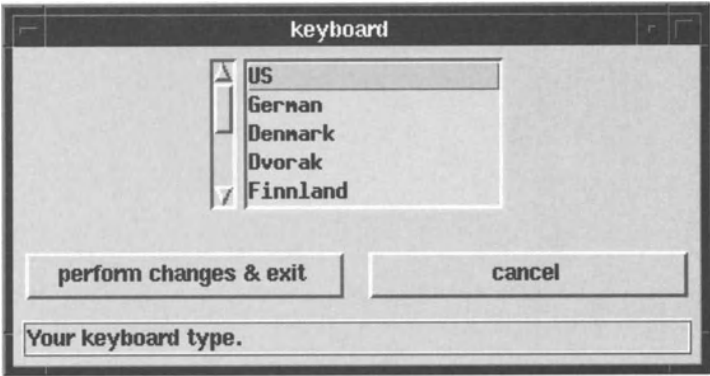 keyboard
US
German
Denmark
Dvorak
Finnland
perform changes & exit
cancel
Your keyboard type.